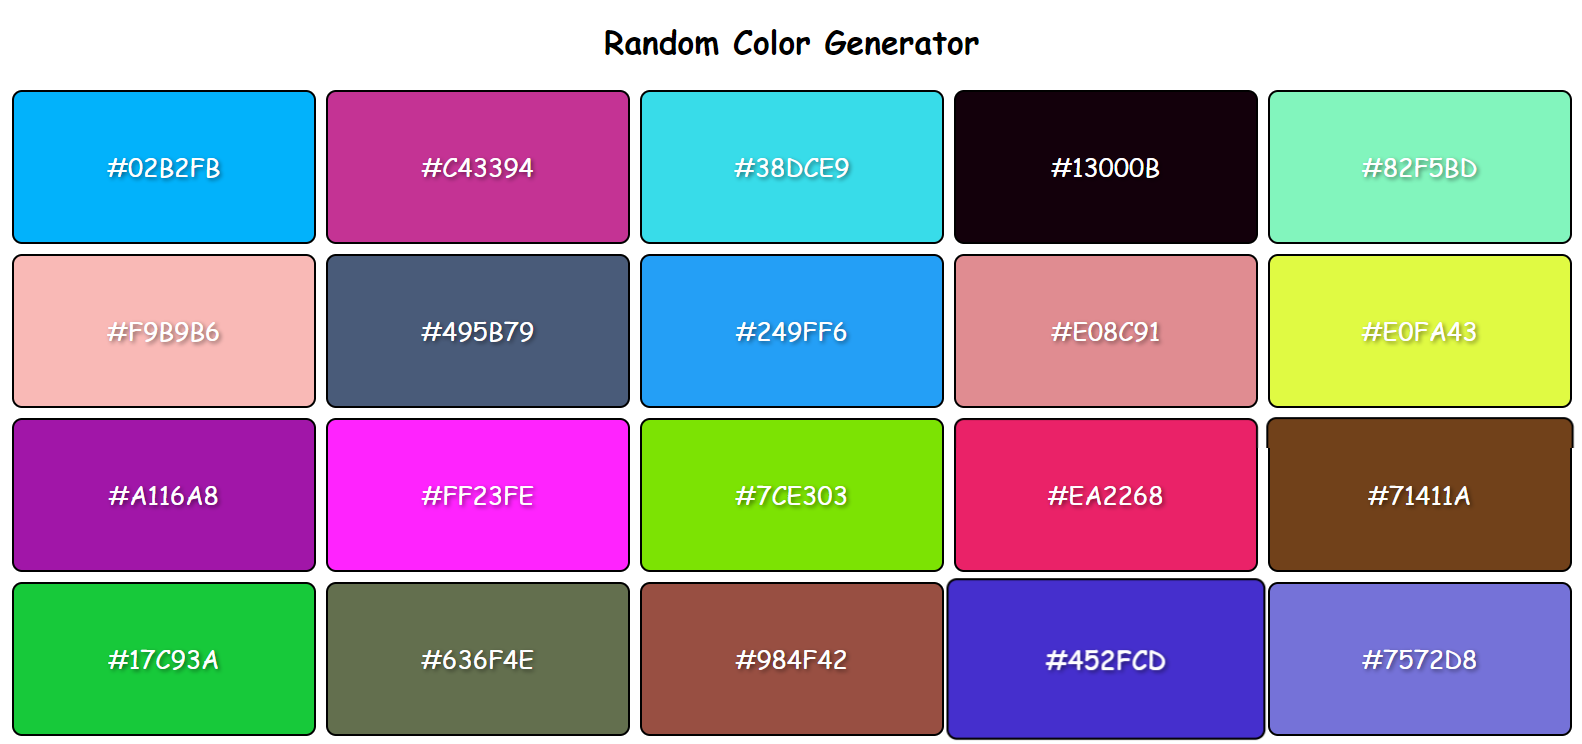 Random Color Generator
#02B2FB #C43394 #38DCE9 #13000B #82F5BD
#F9B9B6 #495B79 #249FF6 #E08C91 #E0FA43
#A116A8 #FF23FE #7CE303 #EA2268 #71411A
#17C93A #636F4E #984F42 #452FCD #7572D8